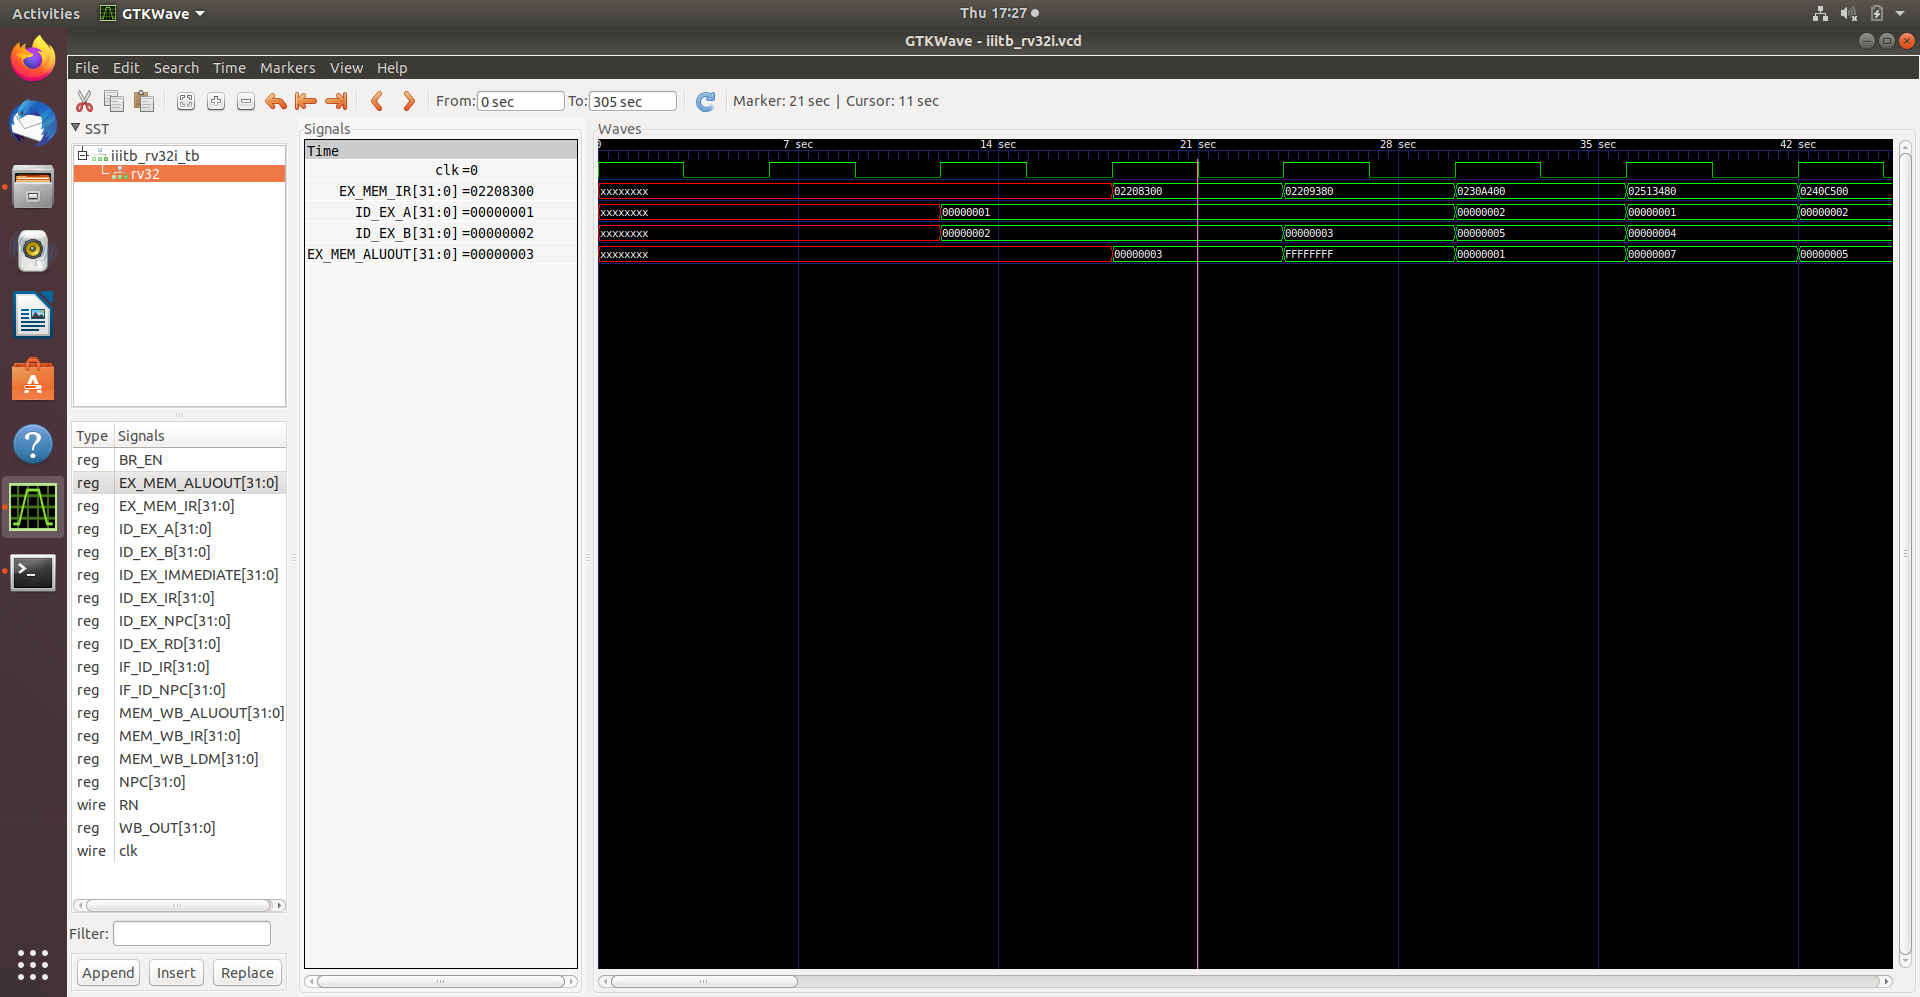 Activities GTKWave Thu 17:27
GTKWave - iiitb_rv32i.vcd
File Edit Search Time Markers View Help
From: 0 sec To: 305 sec Marker: 21 sec | Cursor: 11 sec
SST
iiitb_rv32i_tb
rv32
Type Signals
reg BR_EN
reg EX_MEM_ALUOUT[31:0]
reg EX_MEM_IR[31:0]
reg ID_EX_A[31:0]
reg ID_EX_B[31:0]
reg ID_EX_IMMEDIATE[31:0]
reg ID_EX_IR[31:0]
reg ID_EX_NPC[31:0]
reg ID_EX_RD[31:0]
reg IF_ID_IR[31:0]
reg IF_ID_NPC[31:0]
reg MEM_WB_ALUOUT[31:0]
reg MEM_WB_IR[31:0]
reg MEM_WB_LDM[31:0]
reg NPC[31:0]
wire RN
reg WB_OUT[31:0]
wire clk
Filter:
Append Insert Replace
Signals
Time
clk =0
EX_MEM_IR[31:0] =02208300
ID_EX_A[31:0] =00000001
ID_EX_B[31:0] =00000002
EX_MEM_ALUOUT[31:0] =00000003
Waves
0 7 sec 14 sec 21 sec 28 sec 35 sec 42 sec
xxxxxxxx 02208300 02209380 0230A400 02513480 0240C500
xxxxxxxx 00000001 00000002 00000001 00000002
xxxxxxxx 00000002 00000003 00000005 00000004
xxxxxxxx 00000003 FFFFFFFF 00000001 00000007 00000005